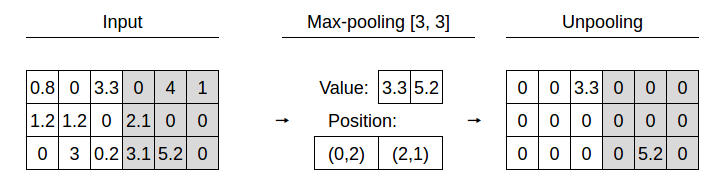 Input Max-pooling [3, 3] Unpooling
0.8 0 3.3 0 4 1 Value: 3.3 5.2 0 0 3.3 0 0 0
1.2 1.2 0 2.1 0 0 → Position: → 0 0 0 0 0 0
0 3 0.2 3.1 5.2 0 (0,2) (2,1) 0 0 0 0 5.2 0